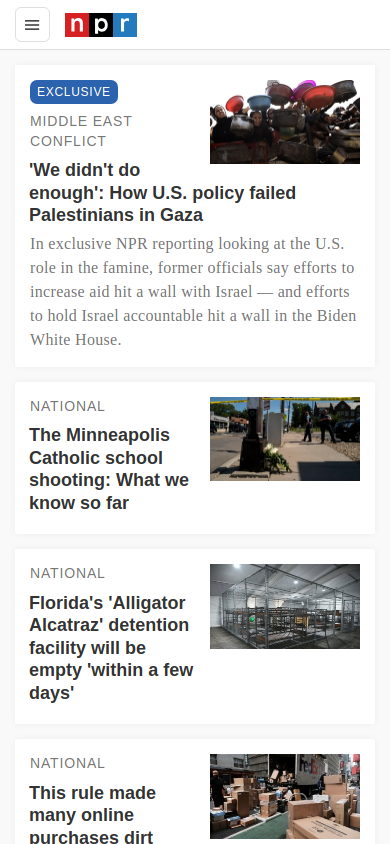 npr
EXCLUSIVE
MIDDLE EAST
CONFLICT
'We didn't do
enough': How U.S. policy failed
Palestinians in Gaza
In exclusive NPR reporting looking at the U.S.
role in the famine, former officials say efforts to
increase aid hit a wall with Israel — and efforts
to hold Israel accountable hit a wall in the Biden
White House.
NATIONAL
The Minneapolis
Catholic school
shooting: What we
know so far
NATIONAL
Florida's 'Alligator
Alcatraz' detention
facility will be
empty 'within a few
days'
NATIONAL
This rule made
many online
purchases dirt